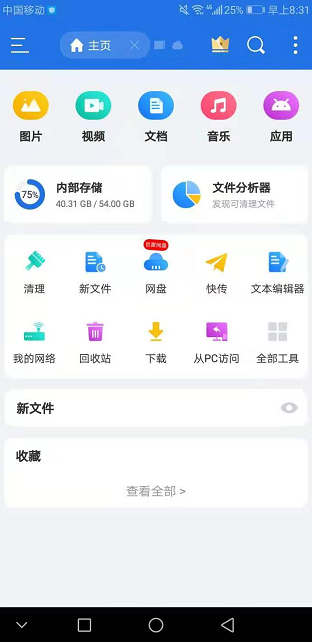 中国移动 46 25% 早上8:31
主页
图片 视频 文档 音乐 应用
75% 内部存储 文件分析器
40.31 GB / 54.00 GB 发现可清理文件
百度网盘
清理 新文件 网盘 快传 文本编辑器
我的网络 回收站 下载 从PC访问 全部工具
新文件
收藏
查看全部 >